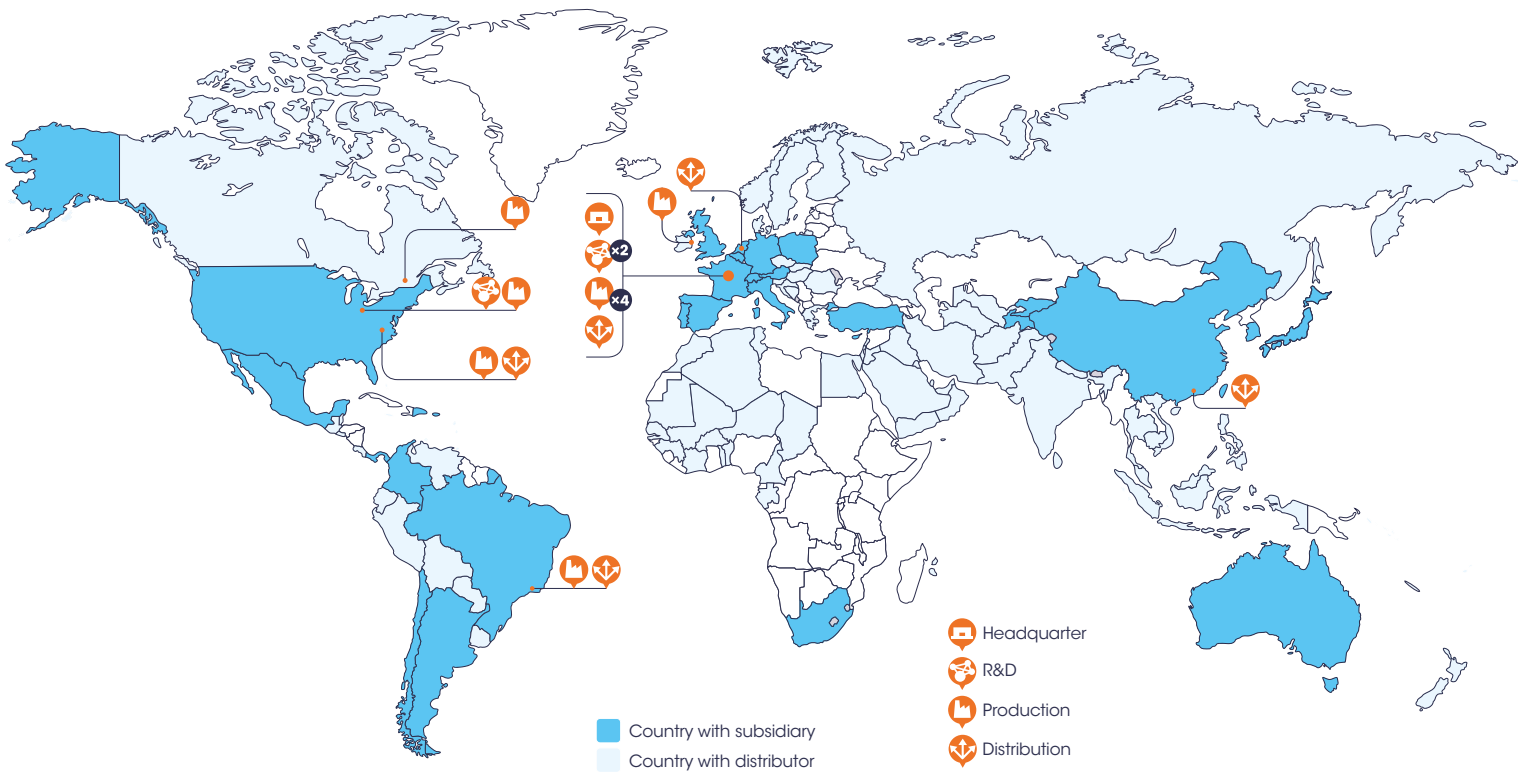 ×2
×4
Headquarter
R&D
Production
Distribution
Country with subsidiary
Country with distributor